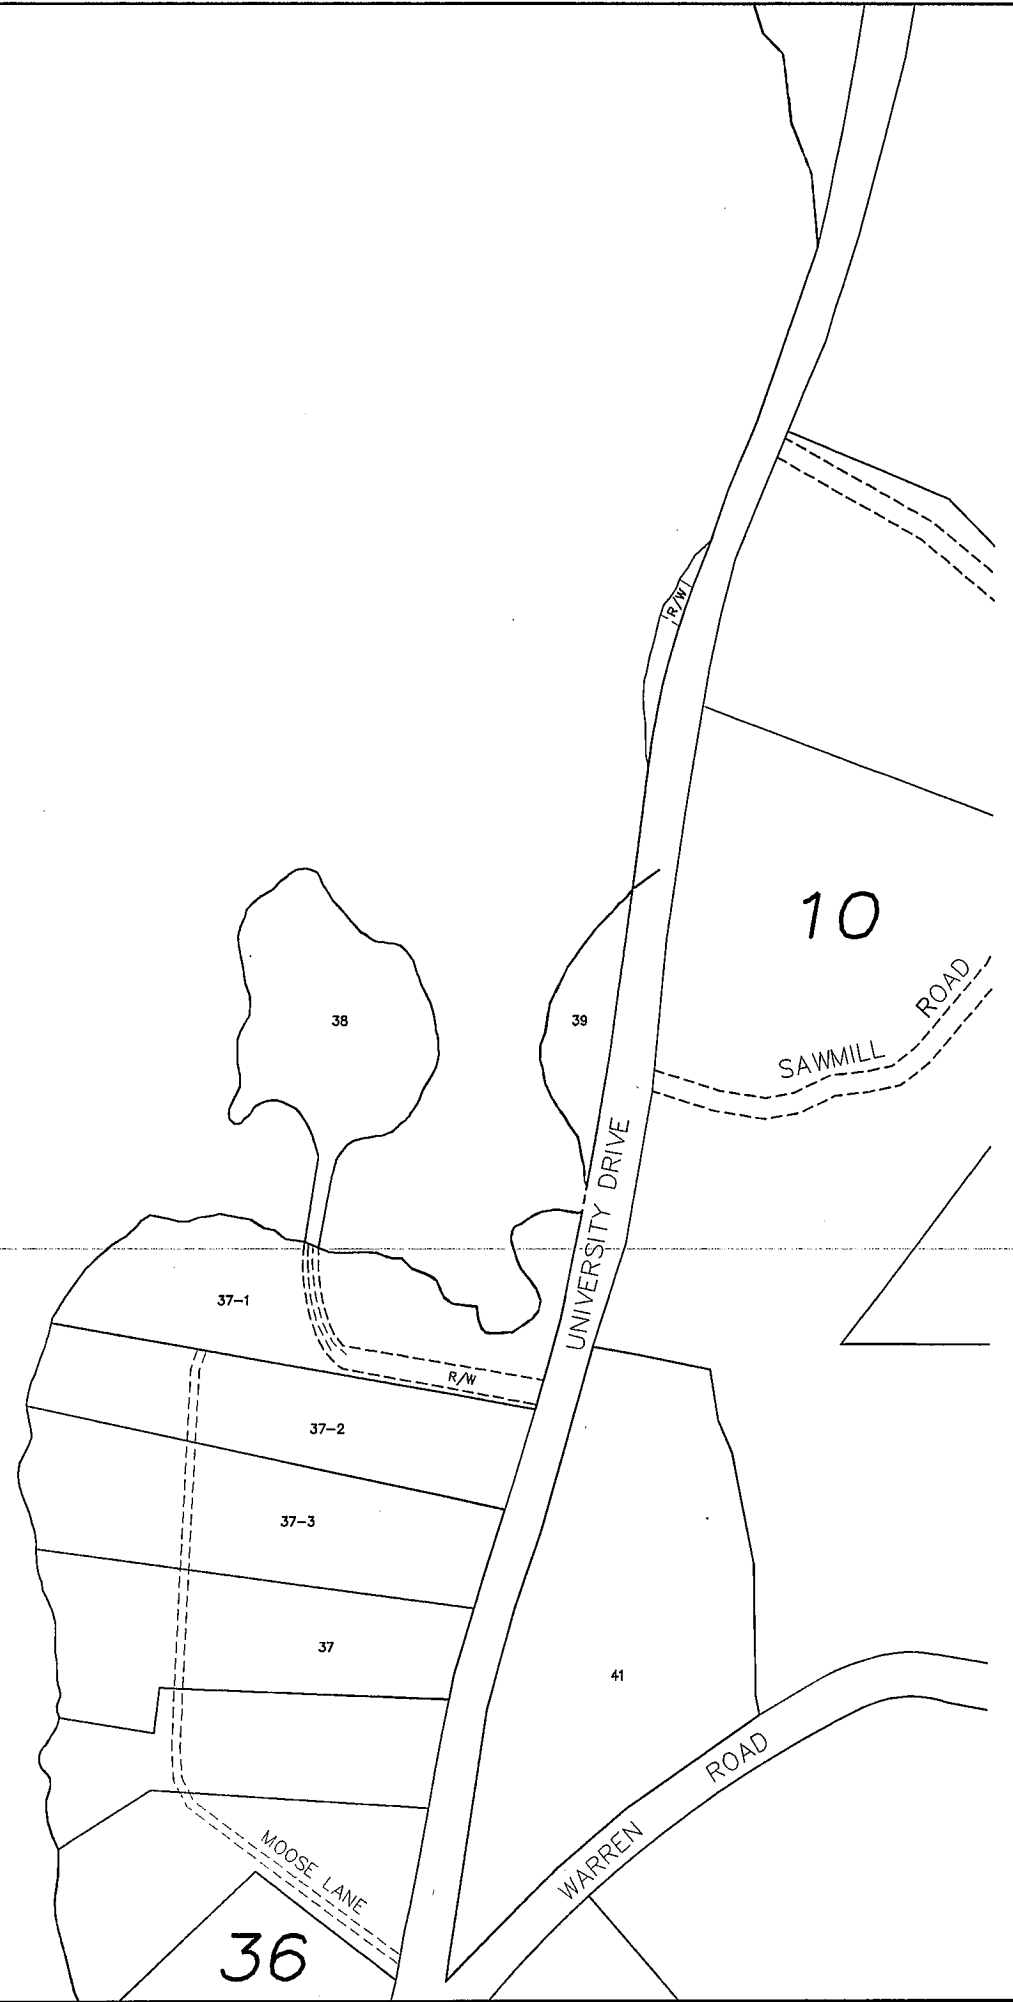 R/W
10
ROAD
38
39
SAWMILL
UNIVERSITY DRIVE
37-1
R/W
37-2
37-3
37
41
ROAD
WARREN
MOOSE LANE
36